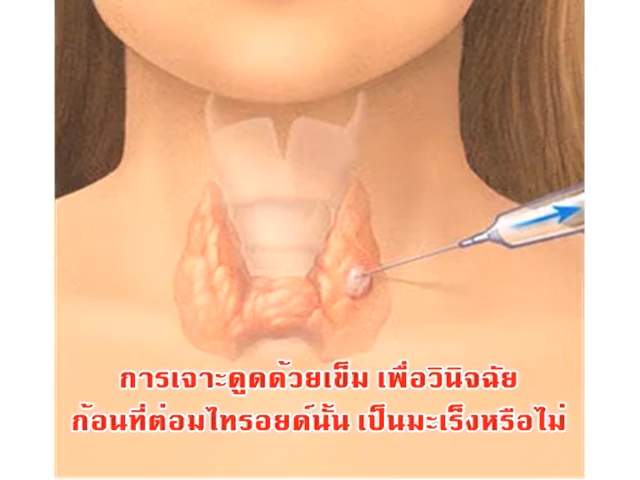 การเจาะดูดด้วยเข็ม เพื่อวินิจฉัย
ก้อนที่ต่อมไทรอยด์นั้น เป็นมะเร็งหรือไม่